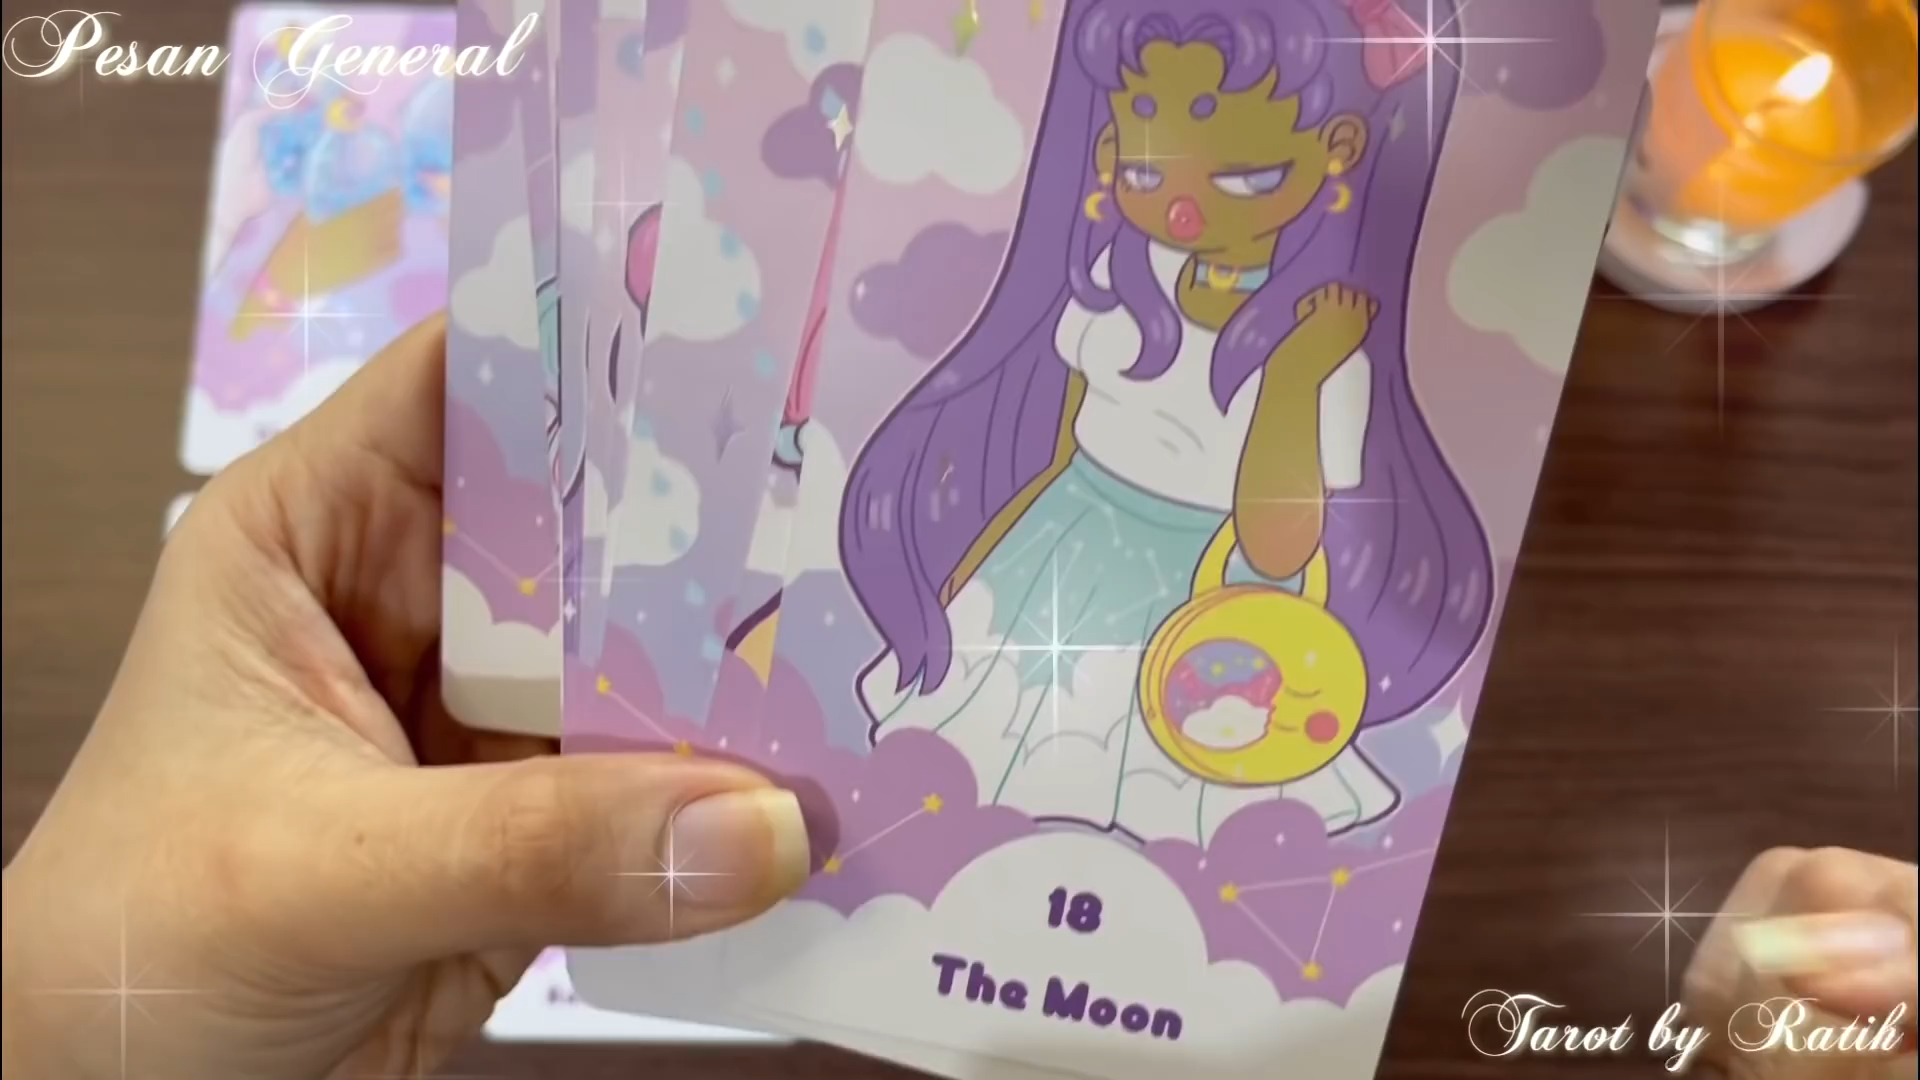 Pesan General
18
The Moon
Tarot by Ratih